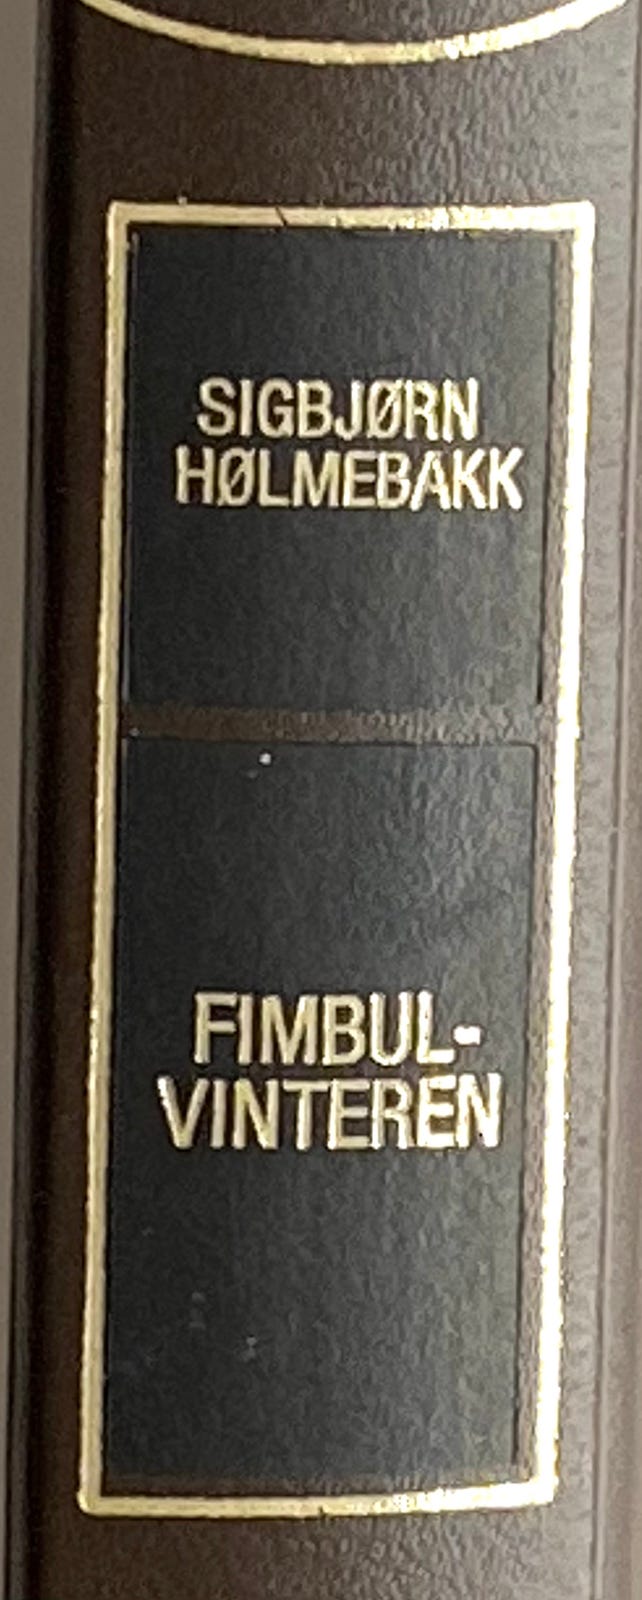 SIGBJØRN
HØLMEBAKK
FIMBUL-
VINTEREN